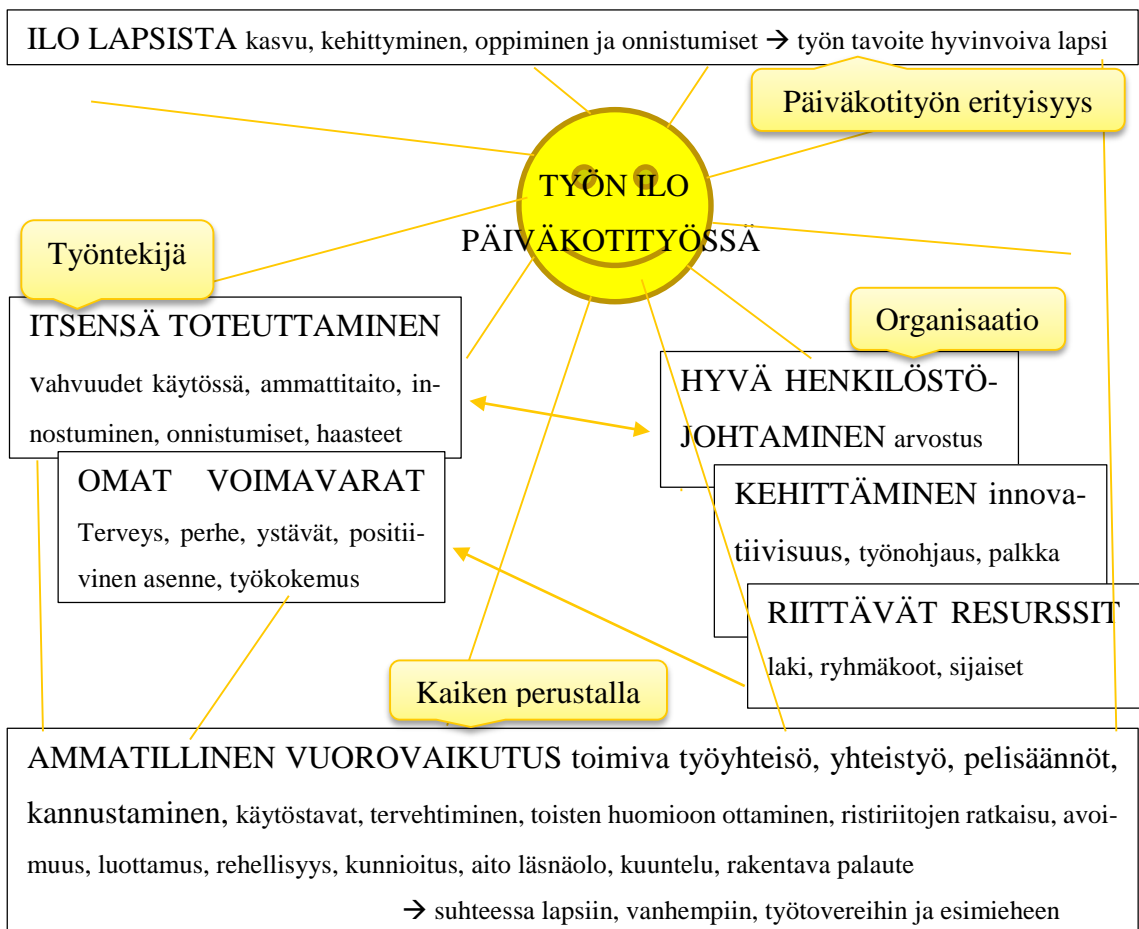 ILO LAPSISTA kasvu, kehittyminen, oppiminen ja onnistumiset → työn tavoite hyvinvoiva lapsi
Päiväkotityön erityisyys
TYÖN ILO
PÄIVÄKOTITYÖSSÄ
Työntekijä
ITSENSÄ TOTEUTTAMINEN
vahvuudet käytössä, ammattitaito, in-
nostuminen, onnistumiset, haasteet
OMAT VOIMAVARAT
Terveys, perhe, ystävät, positii-
vinen asenne, työkokemus
Organisaatio
HYVÄ HENKILÖSTÖ-
JOHTAMINEN arvostus
KEHITTÄMINEN innova-
tiivisuus, työnohjaus, palkka
RIITTÄVÄT RESURSSIT
laki, ryhmäkoot, sijaiset
Kaiken perustalla
AMMATILLINEN VUOROVAIKUTUS toimiva työyhteisö, yhteistyö, pelisäännöt,
kannustaminen, käytöstavat, tervehtiminen, toisten huomioon ottaminen, ristiriitojen ratkaisu, avoi-
muus, luottamus, rehellisyys, kunnioitus, aito läsnäolo, kuuntelu, rakentava palaute
→ suhteessa lapsiin, vanhempiin, työtovereihin ja esimieheen